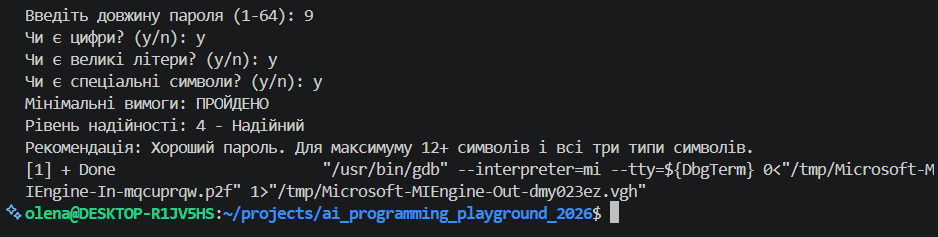 Введіть довжину пароля (1-64): 9
Чи є цифри? (y/n): y
Чи є великі літери? (y/n): y
Чи є спеціальні символи? (y/n): y
Мінімальні вимоги: ПРОЙДЕНО
Рівень надійності: 4 - Надійний
Рекомендація: Хороший пароль. Для максимуму 12+ символів і всі три типи символів.
[1] + Done                 "/usr/bin/gdb" --interpreter=mi --tty=${DbgTerm} 0<"/tmp/Microsoft-M
IEngine-In-mqcuprqw.p2f" 1>"/tmp/Microsoft-MIEngine-Out-dmy023ez.vgh"
olena@DESKTOP-R1JV5HS:~/projects/ai_programming_playground_2026$